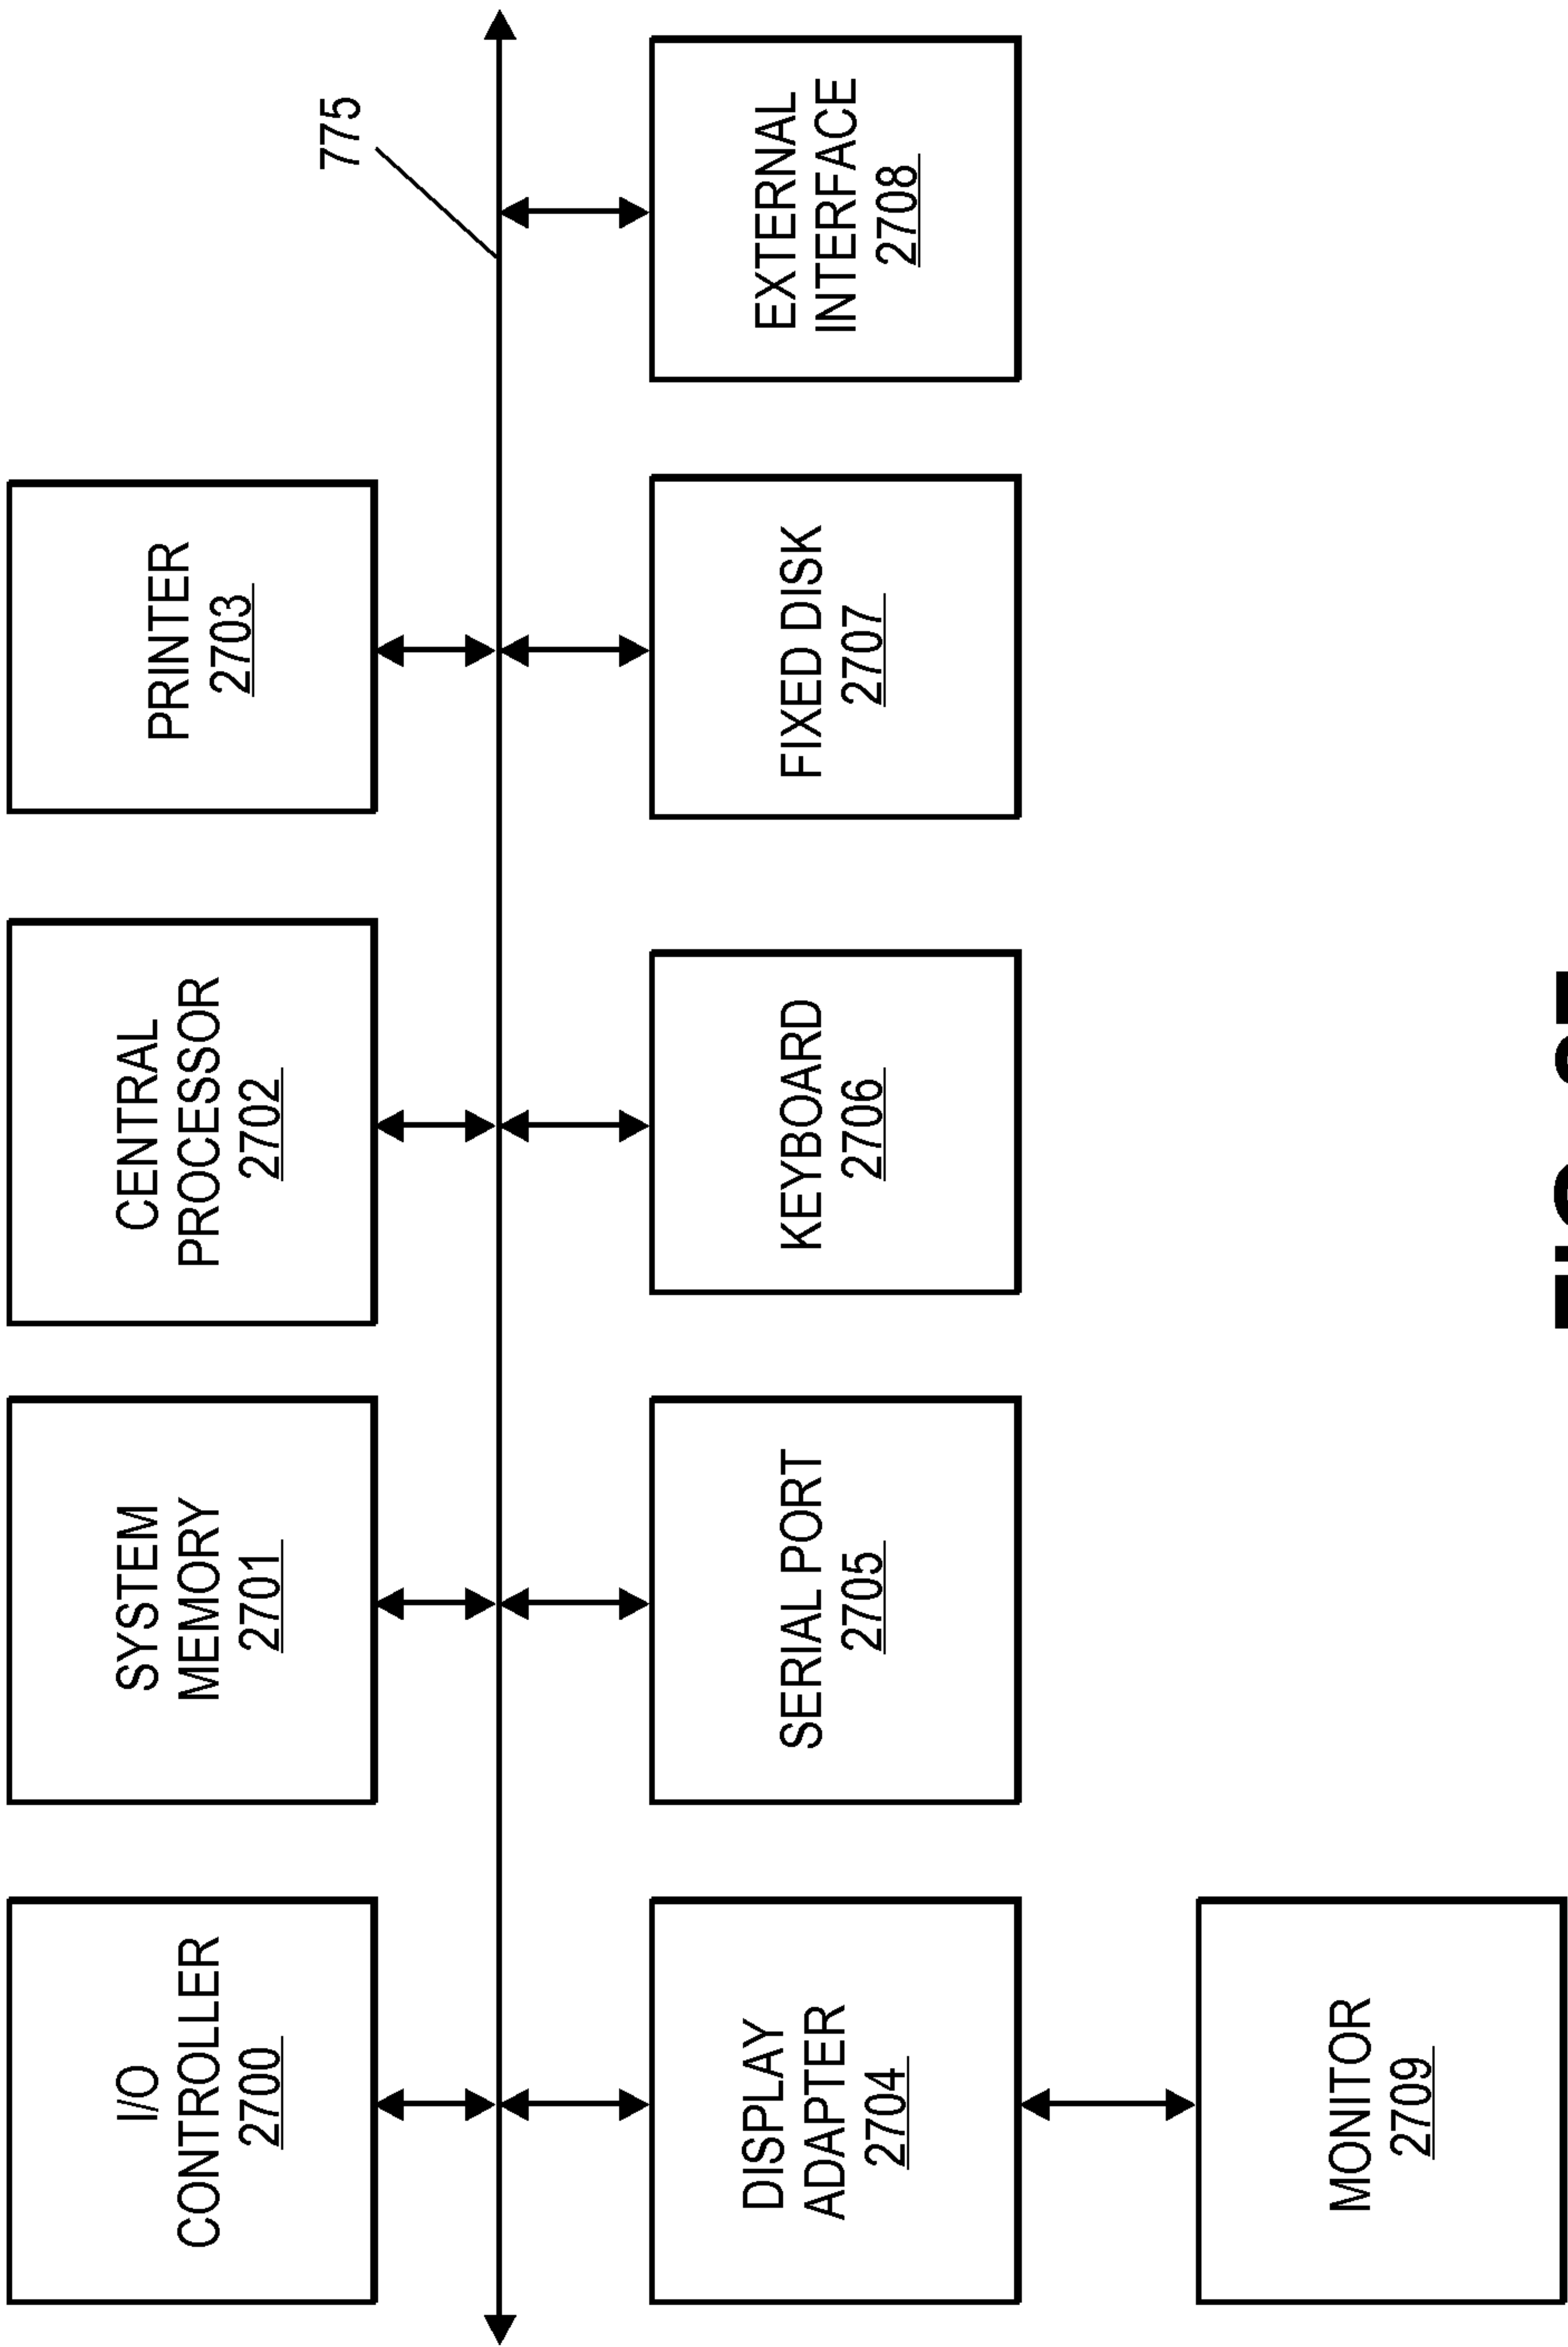 I/O
CONTROLLER
2700
SYSTEM
MEMORY
2701
CENTRAL
PROCESSOR
2702
PRINTER
2703
775
DISPLAY
ADAPTER
2704
SERIAL PORT
2705
KEYBOARD
2706
FIXED DISK
2707
EXTERNAL
INTERFACE
2708
MONITOR
2709